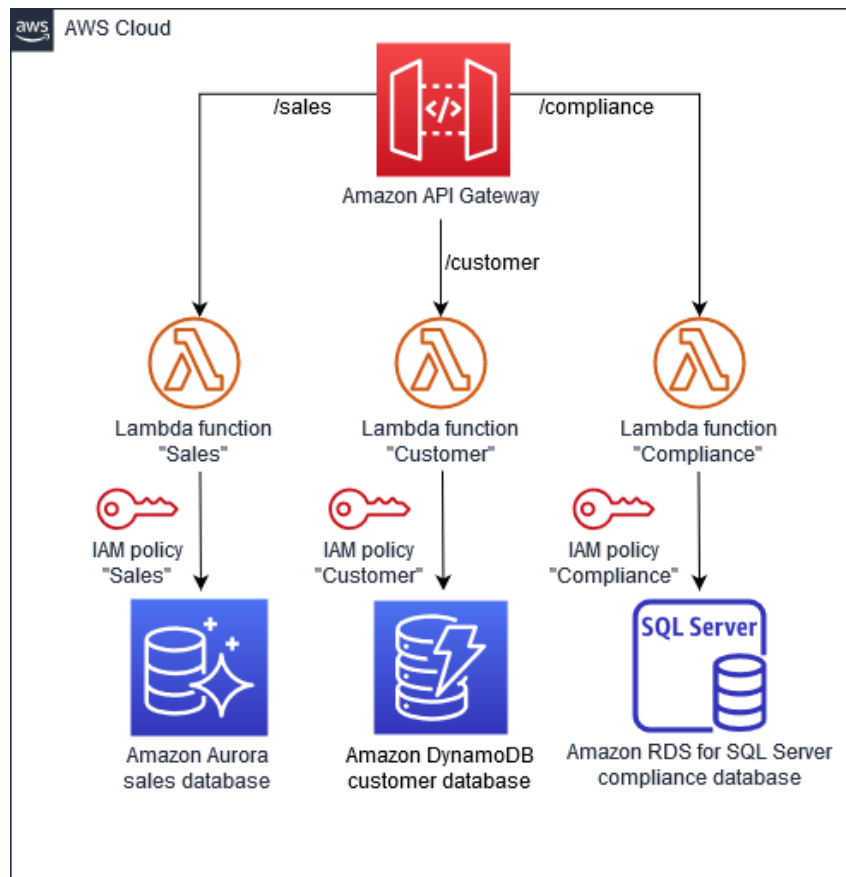 aws
AWS Cloud
/sales
/compliance
</>
Amazon API Gateway
/customer
Lambda function
"Sales"
Lambda function
"Customer"
Lambda function
"Compliance"
IAM policy
"Sales"
IAM policy
"Customer"
IAM policy
"Compliance"
SQL Server
Amazon Aurora
sales database
Amazon DynamoDB
customer database
Amazon RDS for SQL Server
compliance database